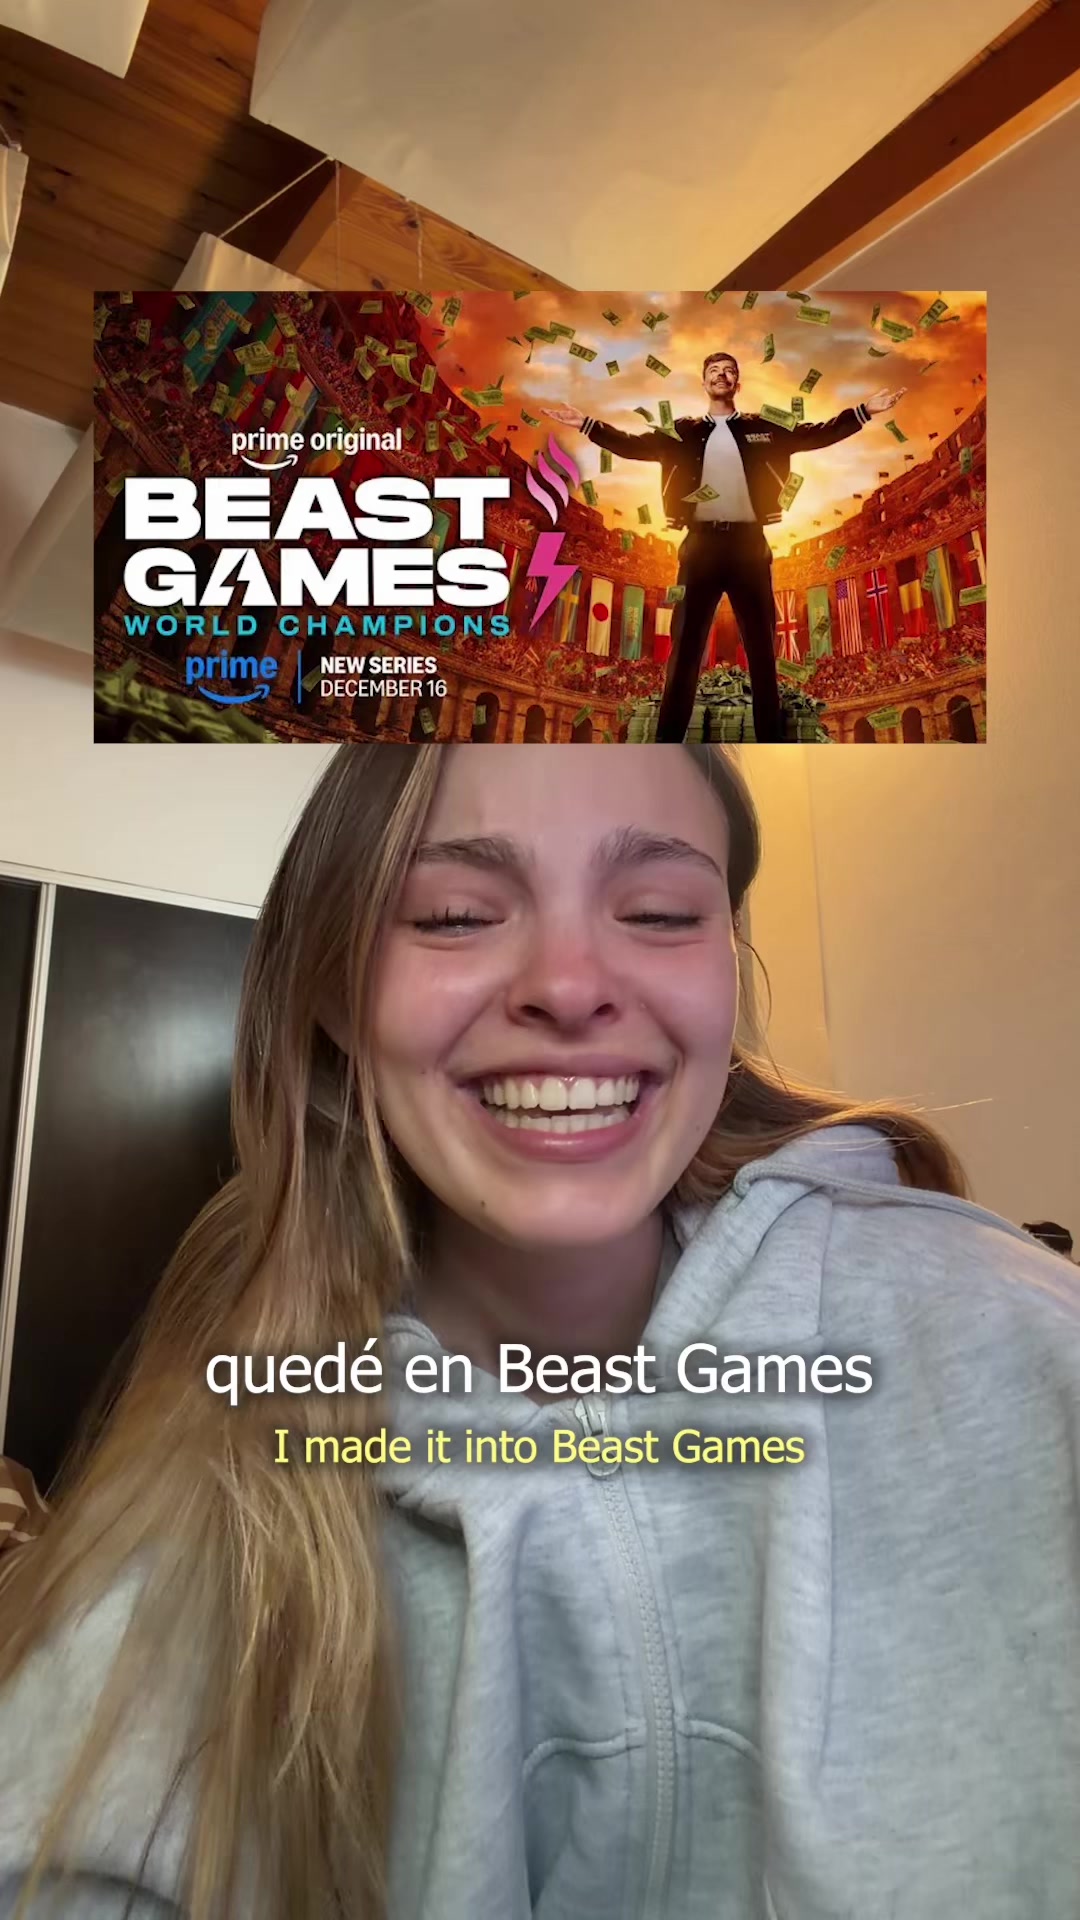 prime original
BEAST
GAMES
WORLD CHAMPIONS
prime
NEW SERIES
DECEMBER 16
quedé en Beast Games
I made it into Beast Games